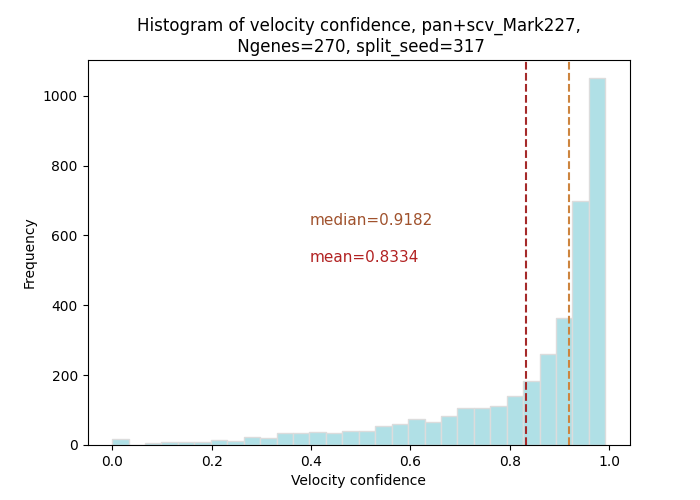 Histogram of velocity confidence, pan+scv_Mark227,
Ngenes=270, split_seed=317
1000
800
600
400
200
0
Frequency
median=0.9182
mean=0.8334
0.0 0.2 0.4 0.6 0.8 1.0
Velocity confidence